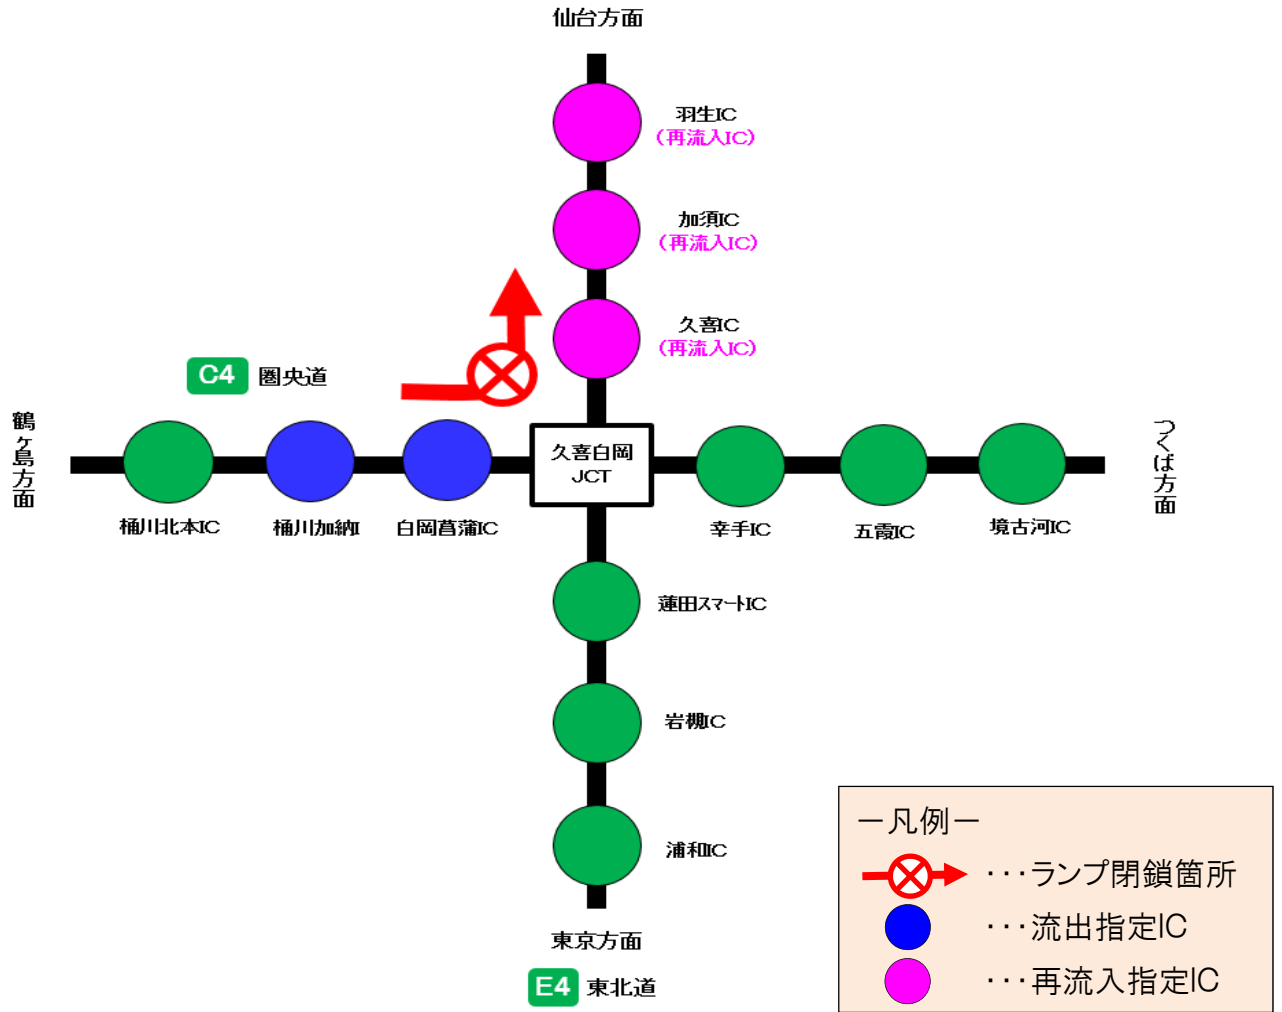 仙台方面
羽生IC
(再流入IC)
加須IC
(再流入IC)
久喜IC
(再流入IC)
C4 圏央道
鶴ヶ島方面
久喜白岡
JCT
つくば方面
桶川北本IC
桶川加納I
白岡菖蒲IC
幸手IC
五霞IC
境古河IC
蓮田スマートIC
岩槻IC
浦和IC
東京方面
E4 東北道
－凡例－
･･･ランプ閉鎖箇所
･･･流出指定IC
･･･再流入指定IC